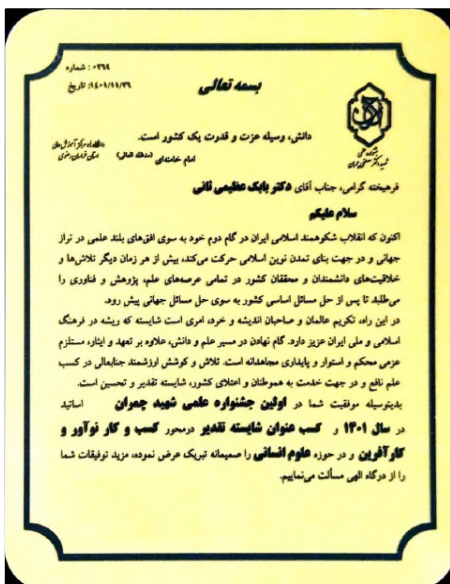 شماره : ۰۳۶۹
تاریخ :۱۴۰۱/۱۱/۲۶
بسمه تعالی
دانش، وسیله عزت و قدرت یک کشور است.
امام خامنه‌ای (مدظله العالی)
استان خراسان رضوی
فرهیخته گرامی، جناب آقای دکتر بابک عظیمی ثانی
سلام علیکم
اکنون که انقلاب شکوهمند اسلامی ایران در گام دوم خود به سوی افق‌های بلند علمی در تراز
جهانی و در جهت بنای تمدن نوین اسلامی حرکت می‌کند، بیش از هر زمان دیگر تلاش‌ها و
خلاقیت‌های دانشمندان و محققان کشور در تمامی عرصه‌های علم، پژوهش و فناوری را
می‌طلبد تا پس از حل مسائل اساسی کشور به سوی حل مسائل جهانی پیش رود.
در این راه، تکریم عالمان و صاحبان اندیشه و خرد، امری است شایسته که ریشه در فرهنگ
اسلامی و ملی ایران عزیز دارد. گام نهادن در مسیر علم و دانش، علاوه بر تعهد و ایثار، مستلزم
عزمی محکم و استوار و پایداری مجاهدانه است. تلاش و کوشش ارزشمند جنابعالی در کسب
علم نافع و در جهت خدمت به هموطنان و اعتلای کشور، شایسته تقدیر و تحسین است.
بدینوسیله موفقیت شما در اولین جشنواره علمی شهید چمران اساتید
در سال ۱۴۰۱ و کسب عنوان شایسته تقدیر درمحور کسب و کار نوآور و
کارآفرین و در حوزه علوم انسانی را صمیمانه تبریک عرض نموده، مزید توفیقات شما
را از درگاه الهی مسألت می‌نماییم.